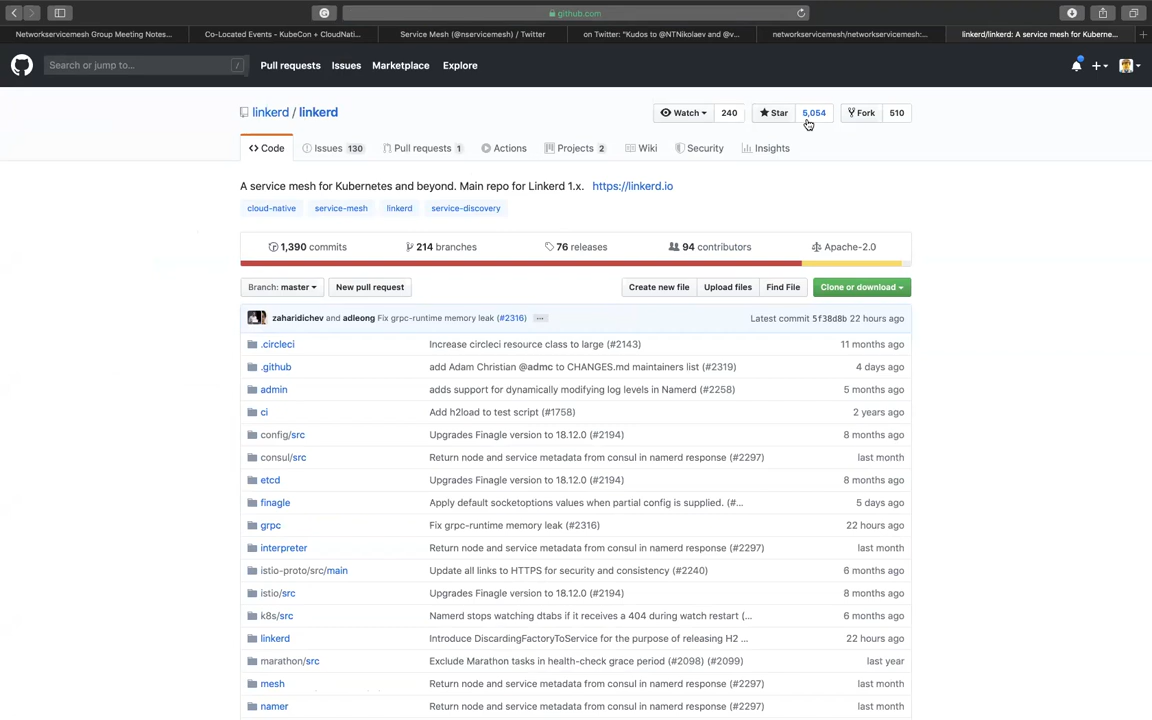 github.com
Networkservicemesh Group Meeting Notes...
Co-Located Events - KubeCon + CloudNati...
Service Mesh (@nservicemesh) / Twitter
on Twitter: "Kudos to @NTNikolaev and @v...
networkservicemesh/networkservicemesh:...
linkerd/linkerd: A service mesh for Kuberne...
Search or jump to...
/
Pull requests
Issues
Marketplace
Explore
linkerd / linkerd
Watch 240
Star 5,054
Fork 510
Code
Issues 130
Pull requests 1
Actions
Projects 2
Wiki
Security
Insights
A service mesh for Kubernetes and beyond. Main repo for Linkerd 1.x. https://linkerd.io
cloud-native service-mesh linkerd service-discovery
1,390 commits
214 branches
76 releases
94 contributors
Apache-2.0
Branch: master
New pull request
Create new file
Upload files
Find File
Clone or download
zaharidichev and adleong Fix grpc-runtime memory leak (#2316) ...
Latest commit 5f38d8b 22 hours ago
.circleci Increase circleci resource class to large (#2143) 11 months ago
.github add Adam Christian @admc to CHANGES.md maintainers list (#2319) 4 days ago
admin adds support for dynamically modifying log levels in Namerd (#2258) 5 months ago
ci Add h2load to test script (#1758) 2 years ago
config/src Upgrades Finagle version to 18.12.0 (#2194) 8 months ago
consul/src Return node and service metadata from consul in namerd response (#2297) last month
etcd Upgrades Finagle version to 18.12.0 (#2194) 8 months ago
finagle Apply default socketoptions values when partial config is supplied. (#... 5 days ago
grpc Fix grpc-runtime memory leak (#2316) 22 hours ago
interpreter Return node and service metadata from consul in namerd response (#2297) last month
istio-proto/src/main Update all links to HTTPS for security and consistency (#2240) 6 months ago
istio/src Upgrades Finagle version to 18.12.0 (#2194) 8 months ago
k8s/src Namerd stops watching dtabs if it receives a 404 during watch restart (... 6 months ago
linkerd Introduce DiscardingFactoryToService for the purpose of releasing H2 ... 22 hours ago
marathon/src Exclude Marathon tasks in health-check grace period (#2098) (#2099) last year
mesh Return node and service metadata from consul in namerd response (#2297) last month
namer Return node and service metadata from consul in namerd response (#2297) last month